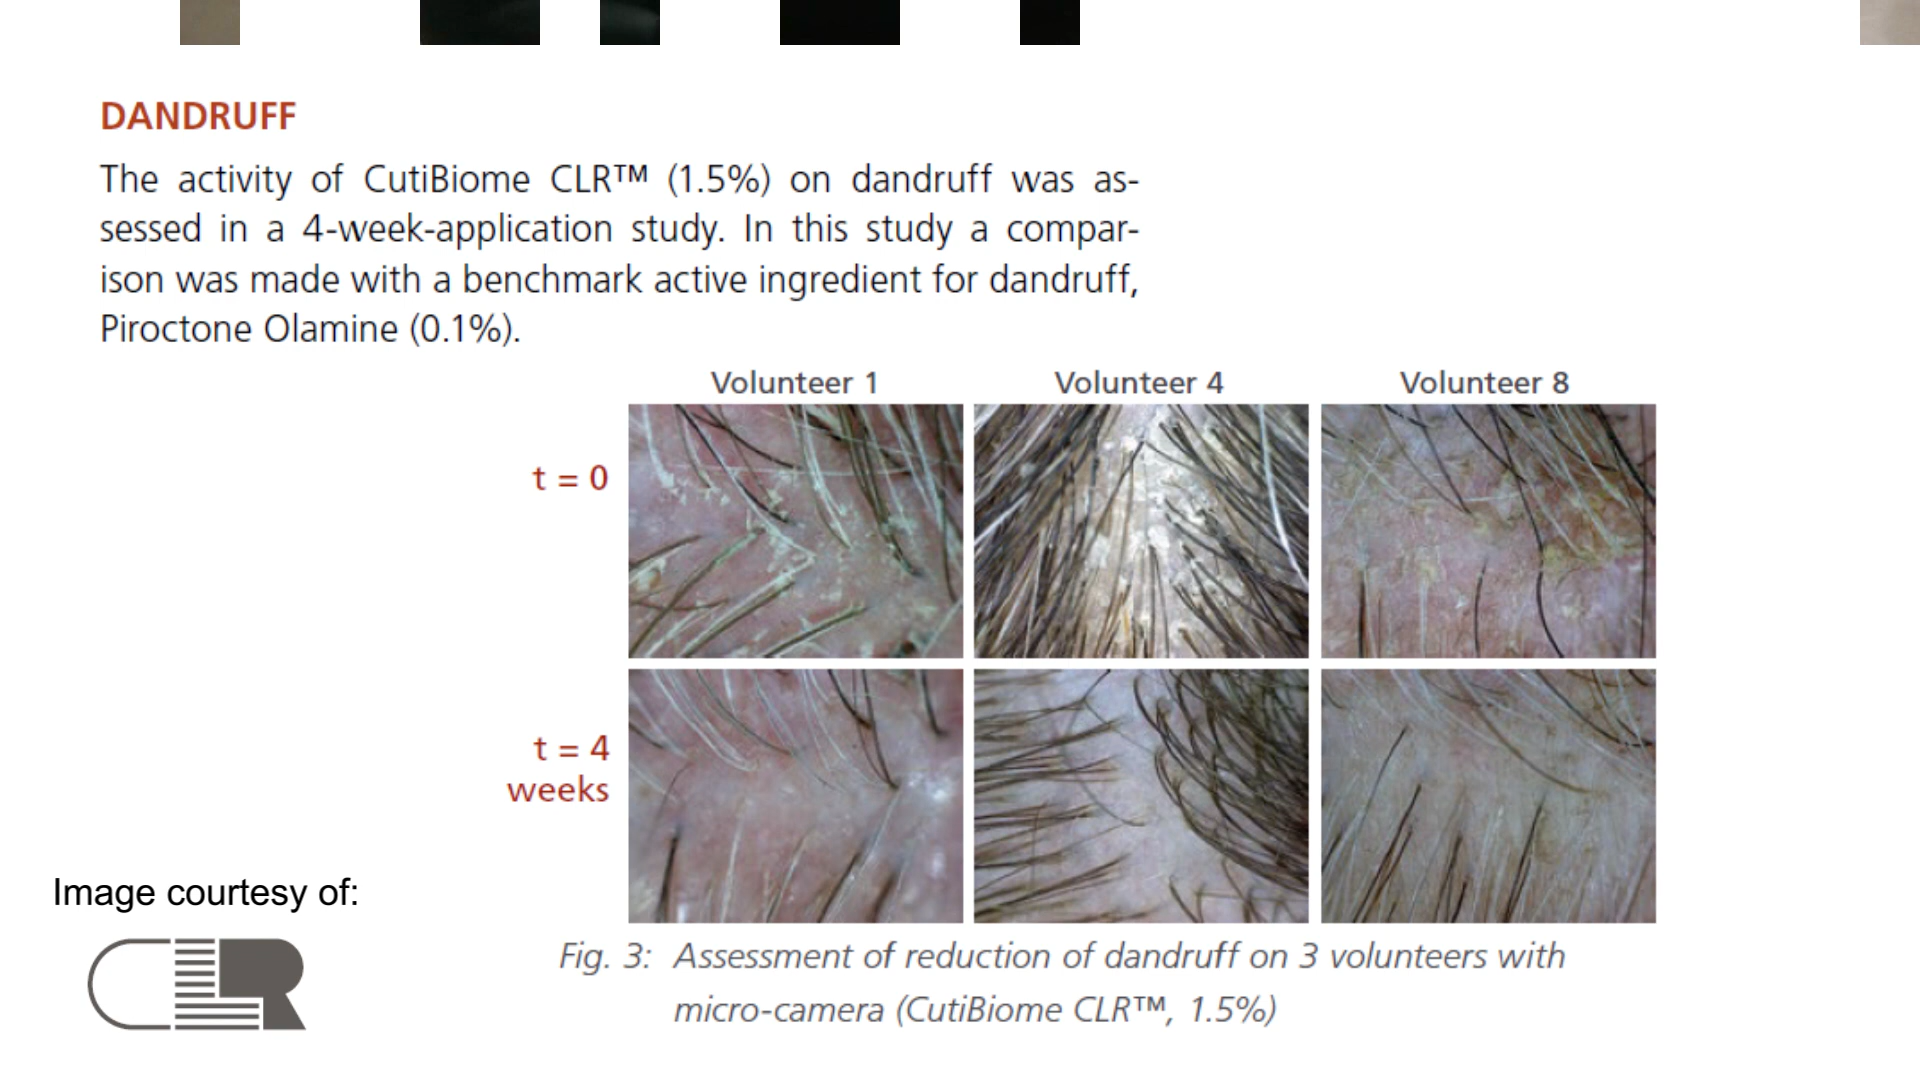 DANDRUFF
The activity of CutiBiome CLR™ (1.5%) on dandruff was as-
sessed in a 4-week-application study. In this study a compar-
ison was made with a benchmark active ingredient for dandruff,
Piroctone Olamine (0.1%).
Volunteer 1 Volunteer 4 Volunteer 8
t = 0
t = 4
weeks
Image courtesy of:
CLR
Fig. 3: Assessment of reduction of dandruff on 3 volunteers with
micro-camera (CutiBiome CLR™, 1.5%)